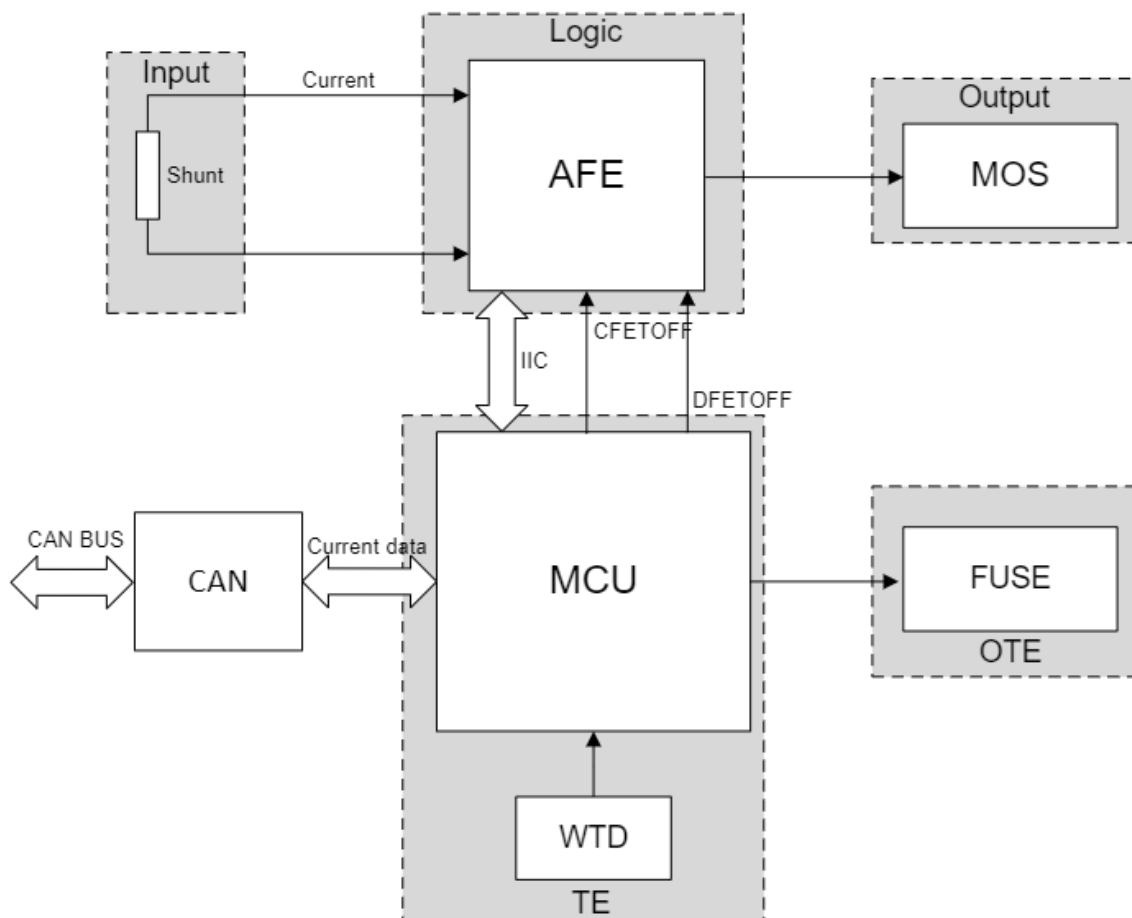 Logic
Input
Current
Output
Shunt
AFE
MOS
CFETOFF
IIC
DFETOFF
CAN BUS
Current data
CAN
MCU
FUSE
OTE
WTD
TE